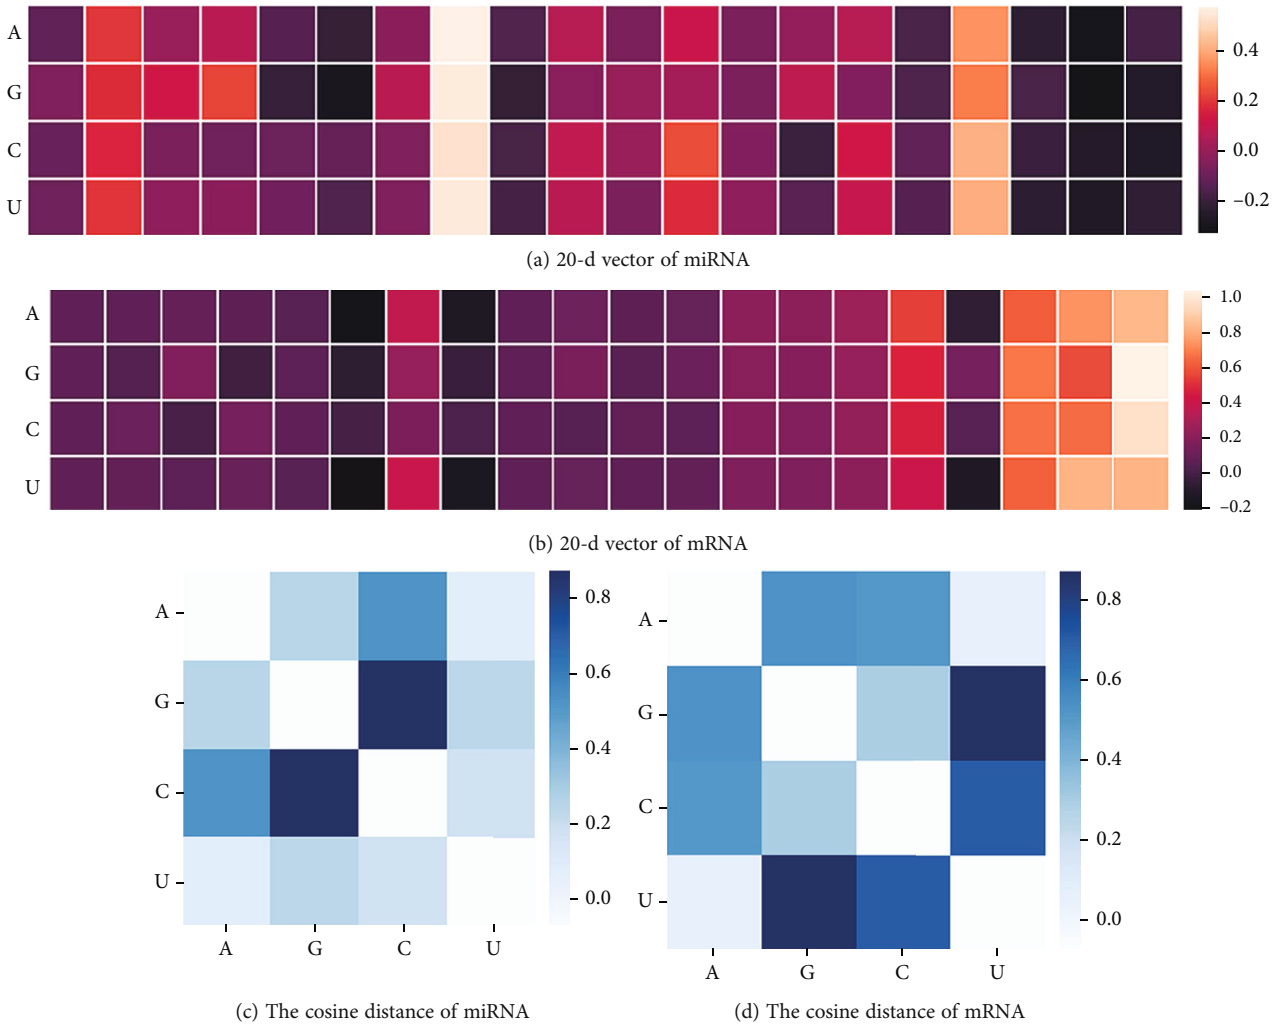 A
G
C
U
0.4
0.2
0.0
−0.2
(a) 20-d vector of miRNA
A
G
C
U
1.0
0.8
0.6
0.4
0.2
0.0
−0.2
(b) 20-d vector of mRNA
A
G
C
U
A G C U
0.8
0.6
0.4
0.2
0.0
(c) The cosine distance of miRNA
A
G
C
U
A G C U
0.8
0.6
0.4
0.2
0.0
(d) The cosine distance of mRNA